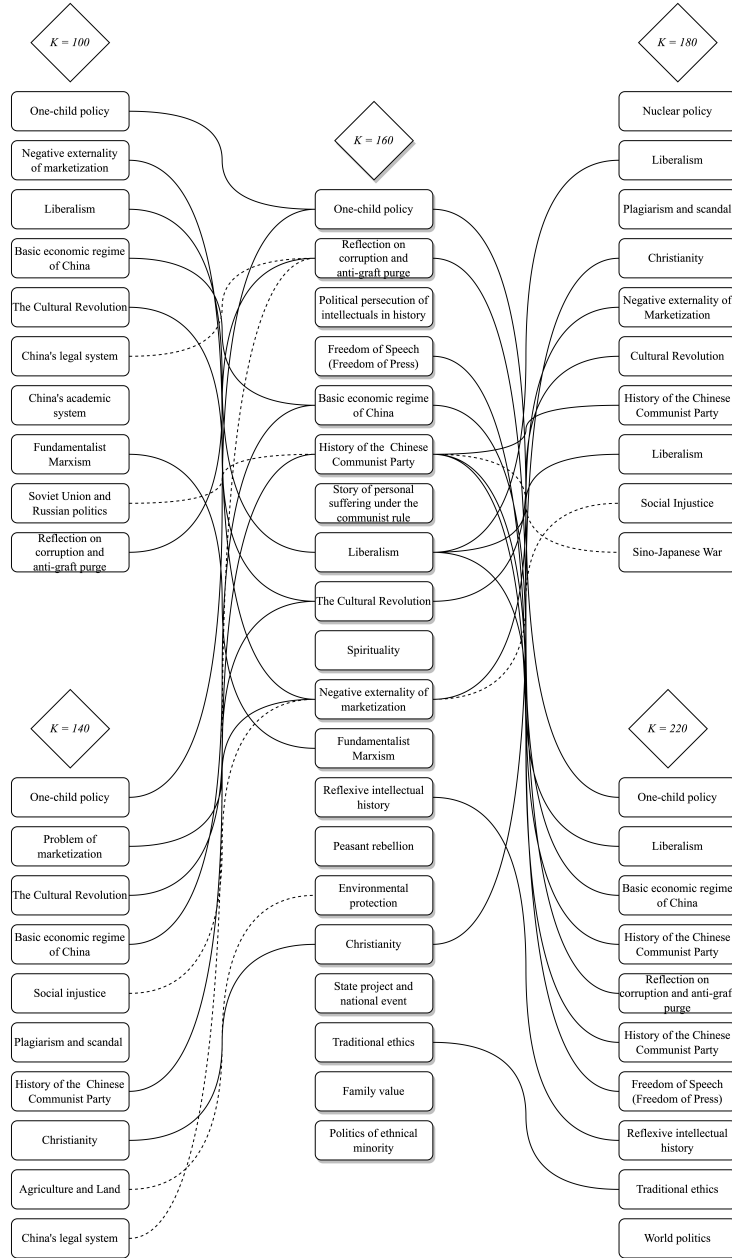 K = 100
One-child policy
Negative externality
of marketization
Liberalism
Basic economic regime
of China
The Cultural Revolution
China's legal system
China's academic
system
Fundamentalist
Marxism
Soviet Union and
Russian politics
Reflection on
corruption and
anti-graft purge
K = 140
One-child policy
Problem of
marketization
The Cultural Revolution
Basic economic regime
of China
Social injustice
Plagiarism and scandal
History of the  Chinese
Communist Party
Christianity
Agriculture and Land
China's legal system
K = 160
One-child policy
Reflection on
corruption and
anti-graft purge
Political persecution of
intellectuals in history
Freedom of Speech
(Freedom of Press)
Basic economic regime
of China
History of the  Chinese
Communist Party
Story of personal
suffering under the
communist rule
Liberalism
The Cultural Revolution
Spirituality
Negative externality of
marketization
Fundamentalist
Marxism
Reflexive intellectual
history
Peasant rebellion
Environmental
protection
Christianity
State project and
national event
Traditional ethics
Family value
Politics of ethnical
minority
K = 180
Nuclear policy
Liberalism
Plagiarism and scandal
Christianity
Negative externality of
Marketization
Cultural Revolution
History of the Chinese
Communist Party
Liberalism
Social Injustice
Sino-Japanese War
K = 220
One-child policy
Liberalism
Basic economic regime
of China
History of the Chinese
Communist Party
Reflection on
corruption and anti-graft
purge
History of the Chinese
Communist Party
Freedom of Speech
(Freedom of Press)
Reflexive intellectual
history
Traditional ethics
World politics